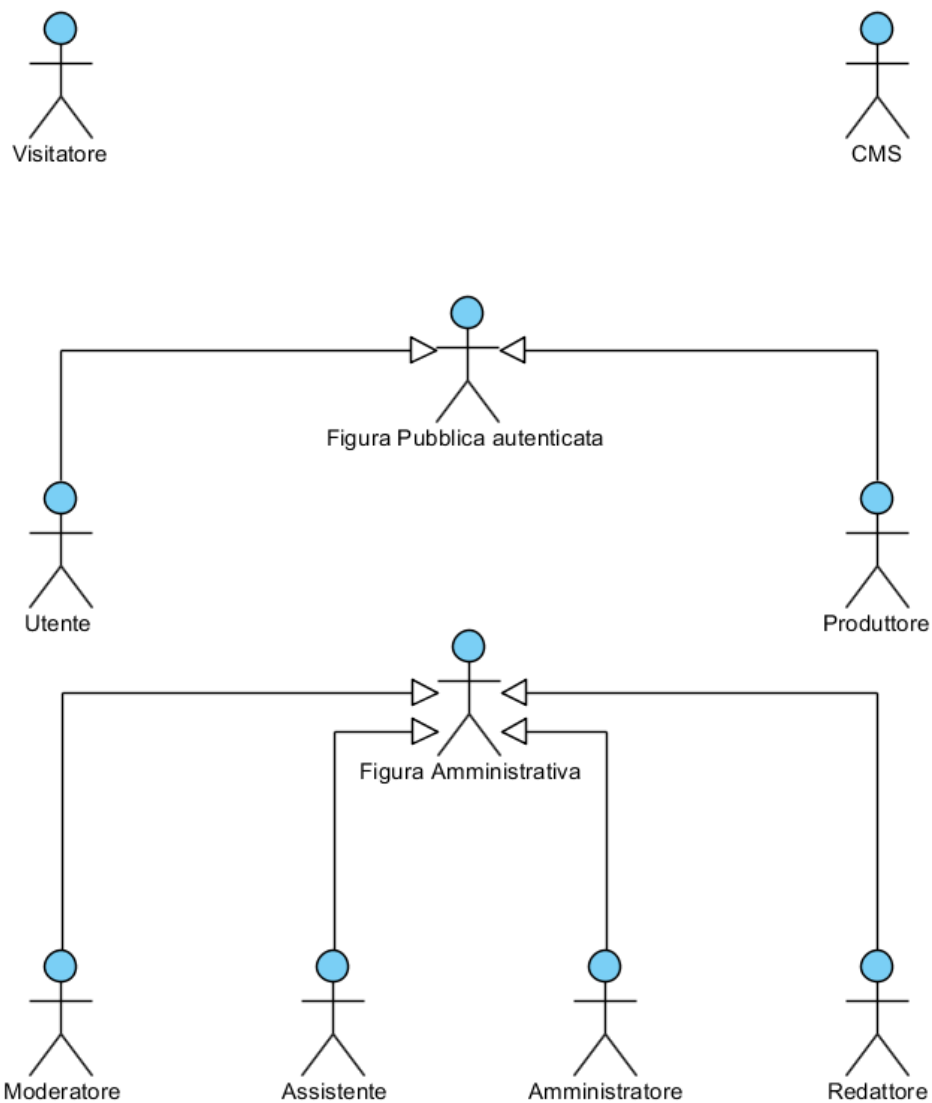 Visitatore
CMS
Figura Pubblica autenticata
Utente
Produttore
Figura Amministrativa
Moderatore
Assistente
Amministratore
Redattore